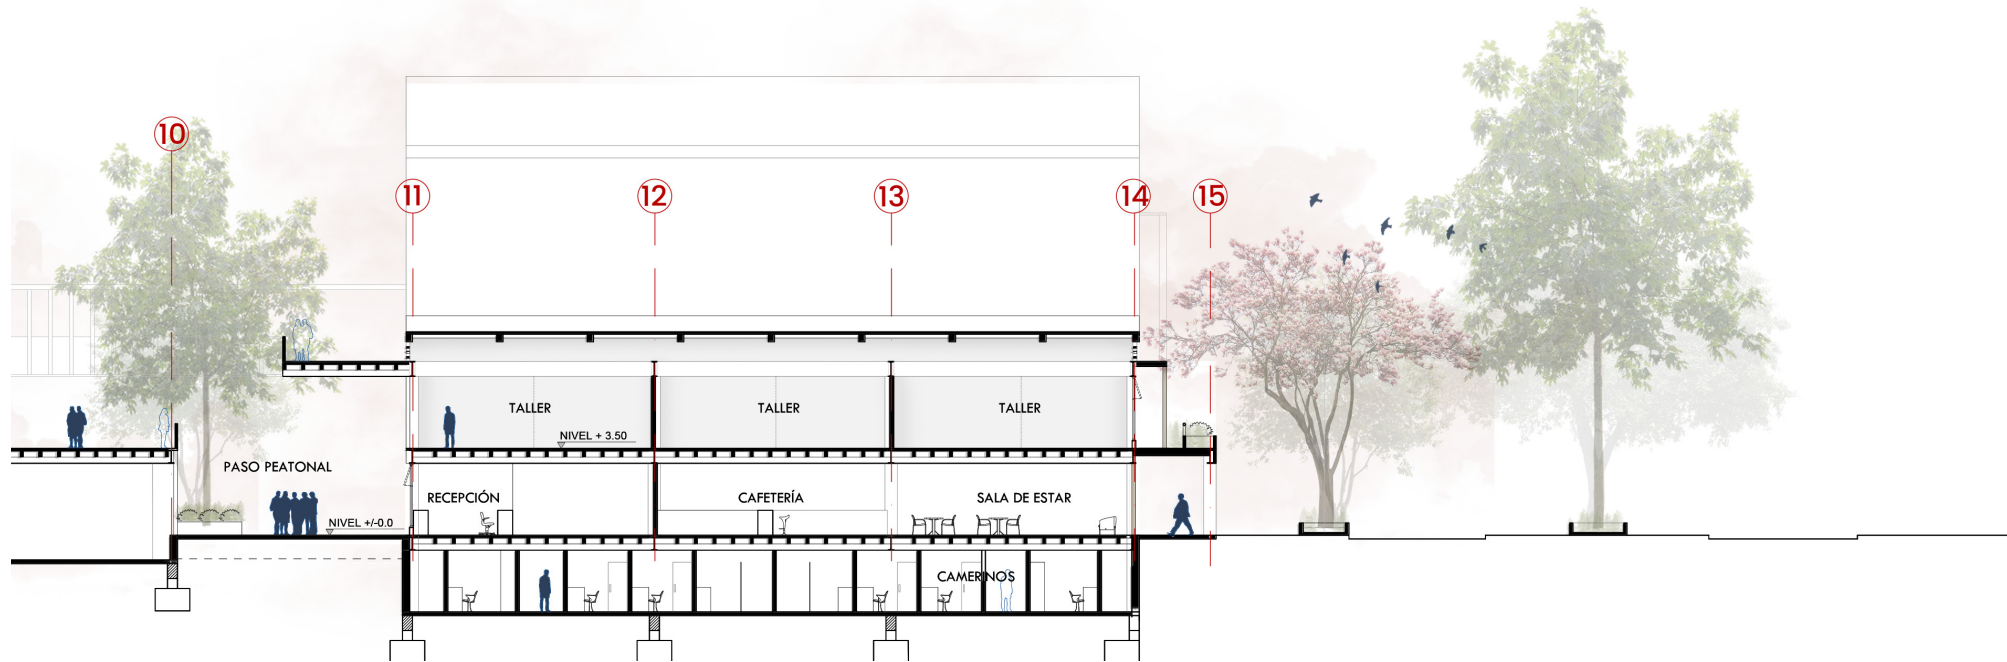 10
11
12
13
14
15
TALLER
TALLER
TALLER
NIVEL + 3.50
PASO PEATONAL
RECEPCIÓN
CAFETERÍA
SALA DE ESTAR
NIVEL +/-0.0
CAMERINOS